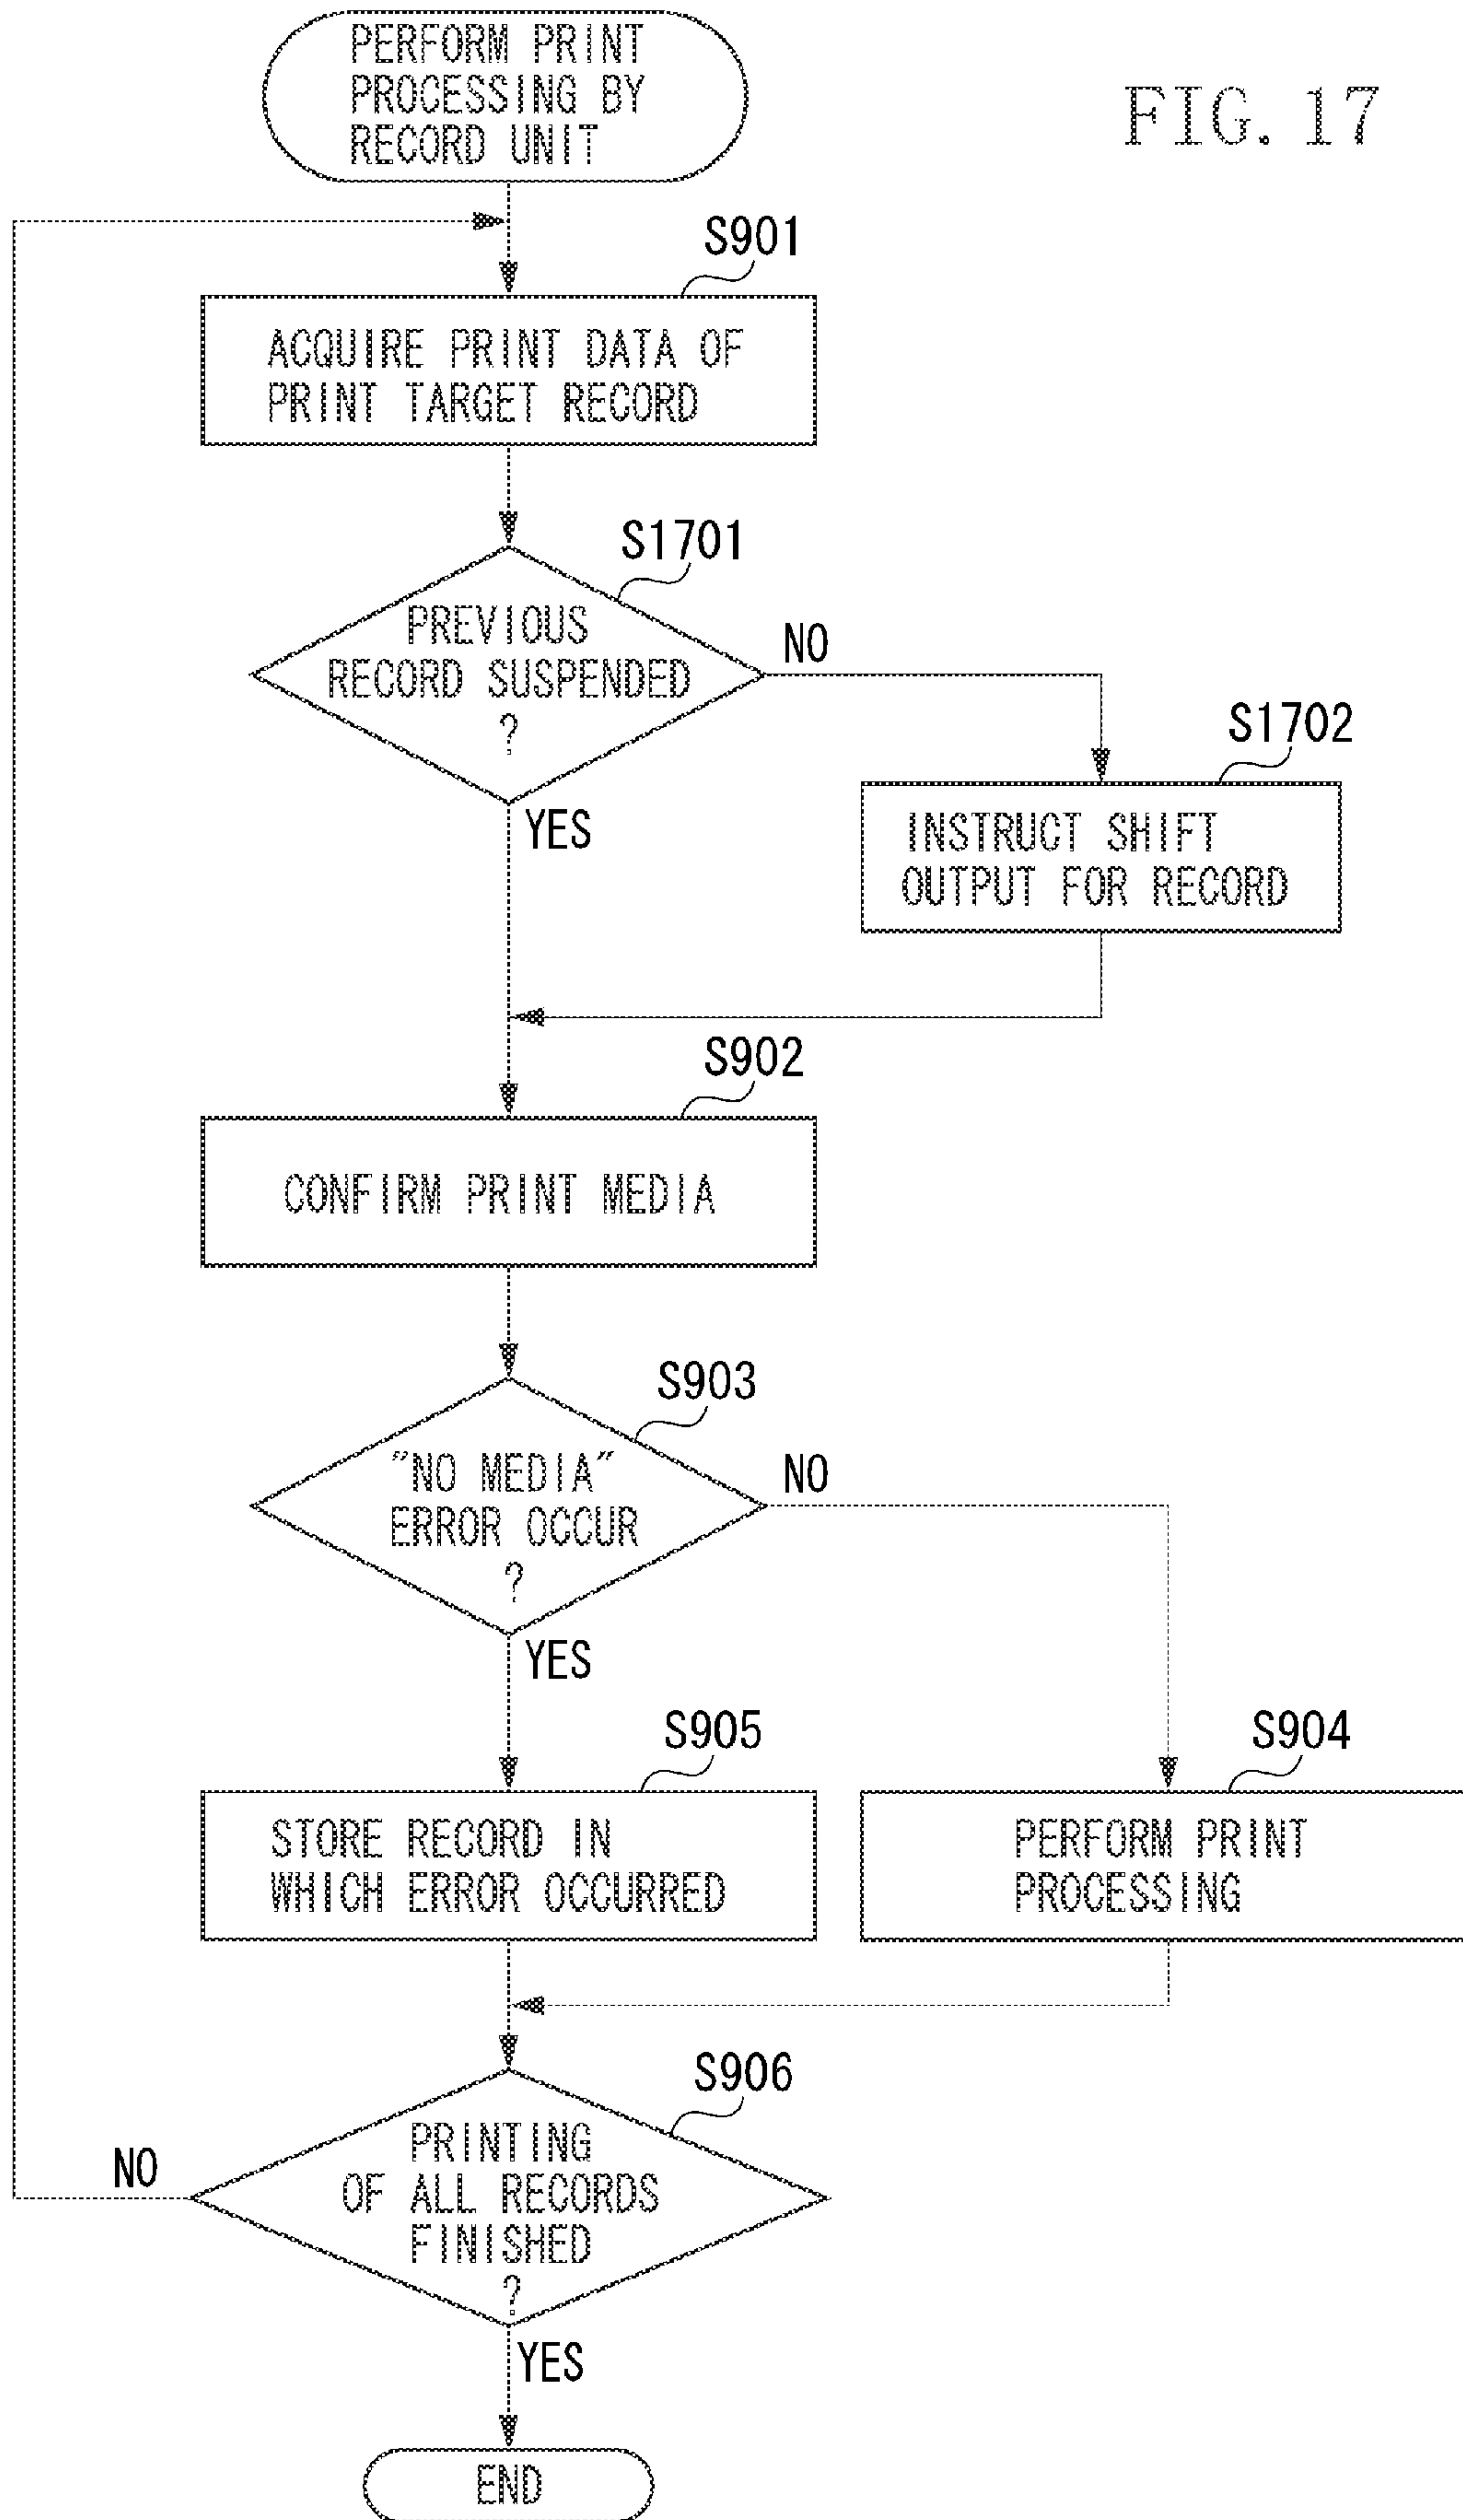 PERFORM PRINT
PROCESSING BY
RECORD UNIT
FIG. 17
S901
ACQUIRE PRINT DATA OF
PRINT TARGET RECORD
S1701
PREVIOUS
RECORD SUSPENDED
?
NO
YES
S1702
INSTRUCT SHIFT
OUTPUT FOR RECORD
S902
CONFIRM PRINT MEDIA
S903
"NO MEDIA"
ERROR OCCUR
?
NO
YES
S905
STORE RECORD IN
WHICH ERROR OCCURRED
S904
PERFORM PRINT
PROCESSING
S906
PRINTING
OF ALL RECORDS
FINISHED
?
NO
YES
END